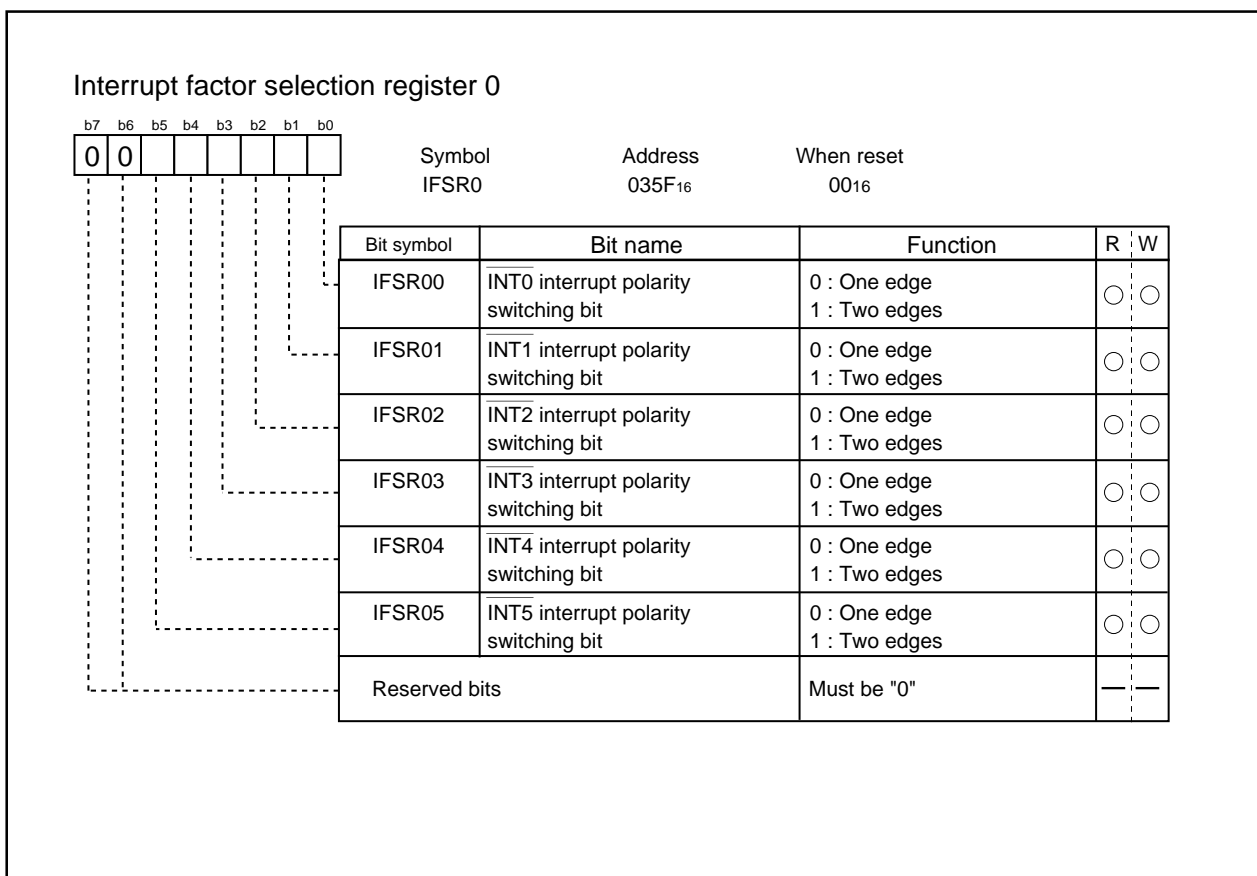 Interrupt factor selection register 0
b7 b6 b5 b4 b3 b2 b1 b0
0 0
Symbol Address When reset
IFSR0 035F16 0016
Bit symbol Bit name Function R W
IFSR00 INT0 interrupt polarity 0 : One edge
switching bit 1 : Two edges
IFSR01 INT1 interrupt polarity 0 : One edge
switching bit 1 : Two edges
IFSR02 INT2 interrupt polarity 0 : One edge
switching bit 1 : Two edges
IFSR03 INT3 interrupt polarity 0 : One edge
switching bit 1 : Two edges
IFSR04 INT4 interrupt polarity 0 : One edge
switching bit 1 : Two edges
IFSR05 INT5 interrupt polarity 0 : One edge
switching bit 1 : Two edges
Reserved bits Must be "0" — —